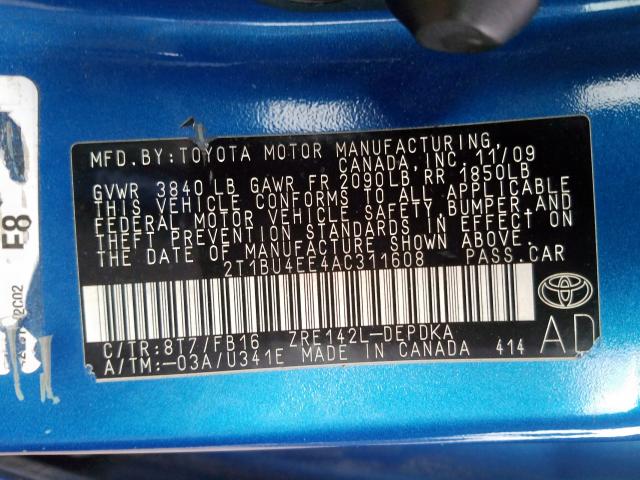 MFD. BY: TOYOTA MOTOR MANUFACTURING,
CANADA, INC. 11/09
GVWR 3840 LB GAWR FR 2090LB RR 1850LB
THIS VEHICLE CONFORMS TO ALL APPLICABLE
FEDERAL MOTOR VEHICLE SAFETY, BUMPER, AND
THEFT PREVENTION STANDARDS IN EFFECT ON
THE DATE OF MANUFACTURE SHOWN ABOVE.
2T1BU4EE4AC311608 PASS. CAR
C/TR: 8T7/FB16 ZRE142L-DEPDKA
A/TM: -03A/U341E MADE IN CANADA 414
AD
F8